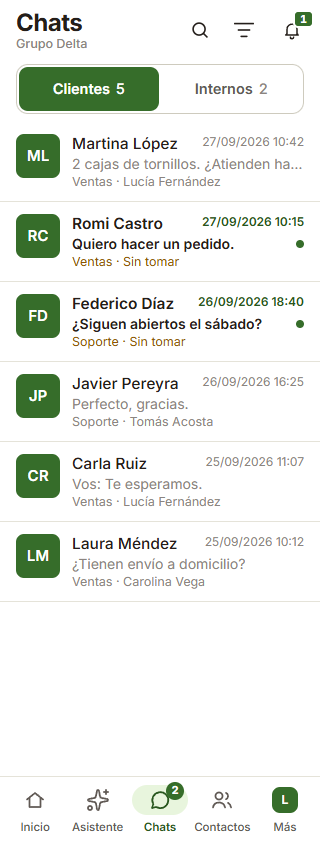 Chats
Grupo Delta
1
Clientes 5
Internos 2
ML
Martina López 27/09/2026 10:42
2 cajas de tornillos. ¿Atienden ha...
Ventas · Lucía Fernández
RC
Romi Castro 27/09/2026 10:15
Quiero hacer un pedido.
Ventas · Sin tomar
FD
Federico Díaz 26/09/2026 18:40
¿Siguen abiertos el sábado?
Soporte · Sin tomar
JP
Javier Pereyra 26/09/2026 16:25
Perfecto, gracias.
Soporte · Tomás Acosta
CR
Carla Ruiz 25/09/2026 11:07
Vos: Te esperamos.
Ventas · Lucía Fernández
LM
Laura Méndez 25/09/2026 10:12
¿Tienen envío a domicilio?
Ventas · Carolina Vega
2
L
Inicio Asistente Chats Contactos Más